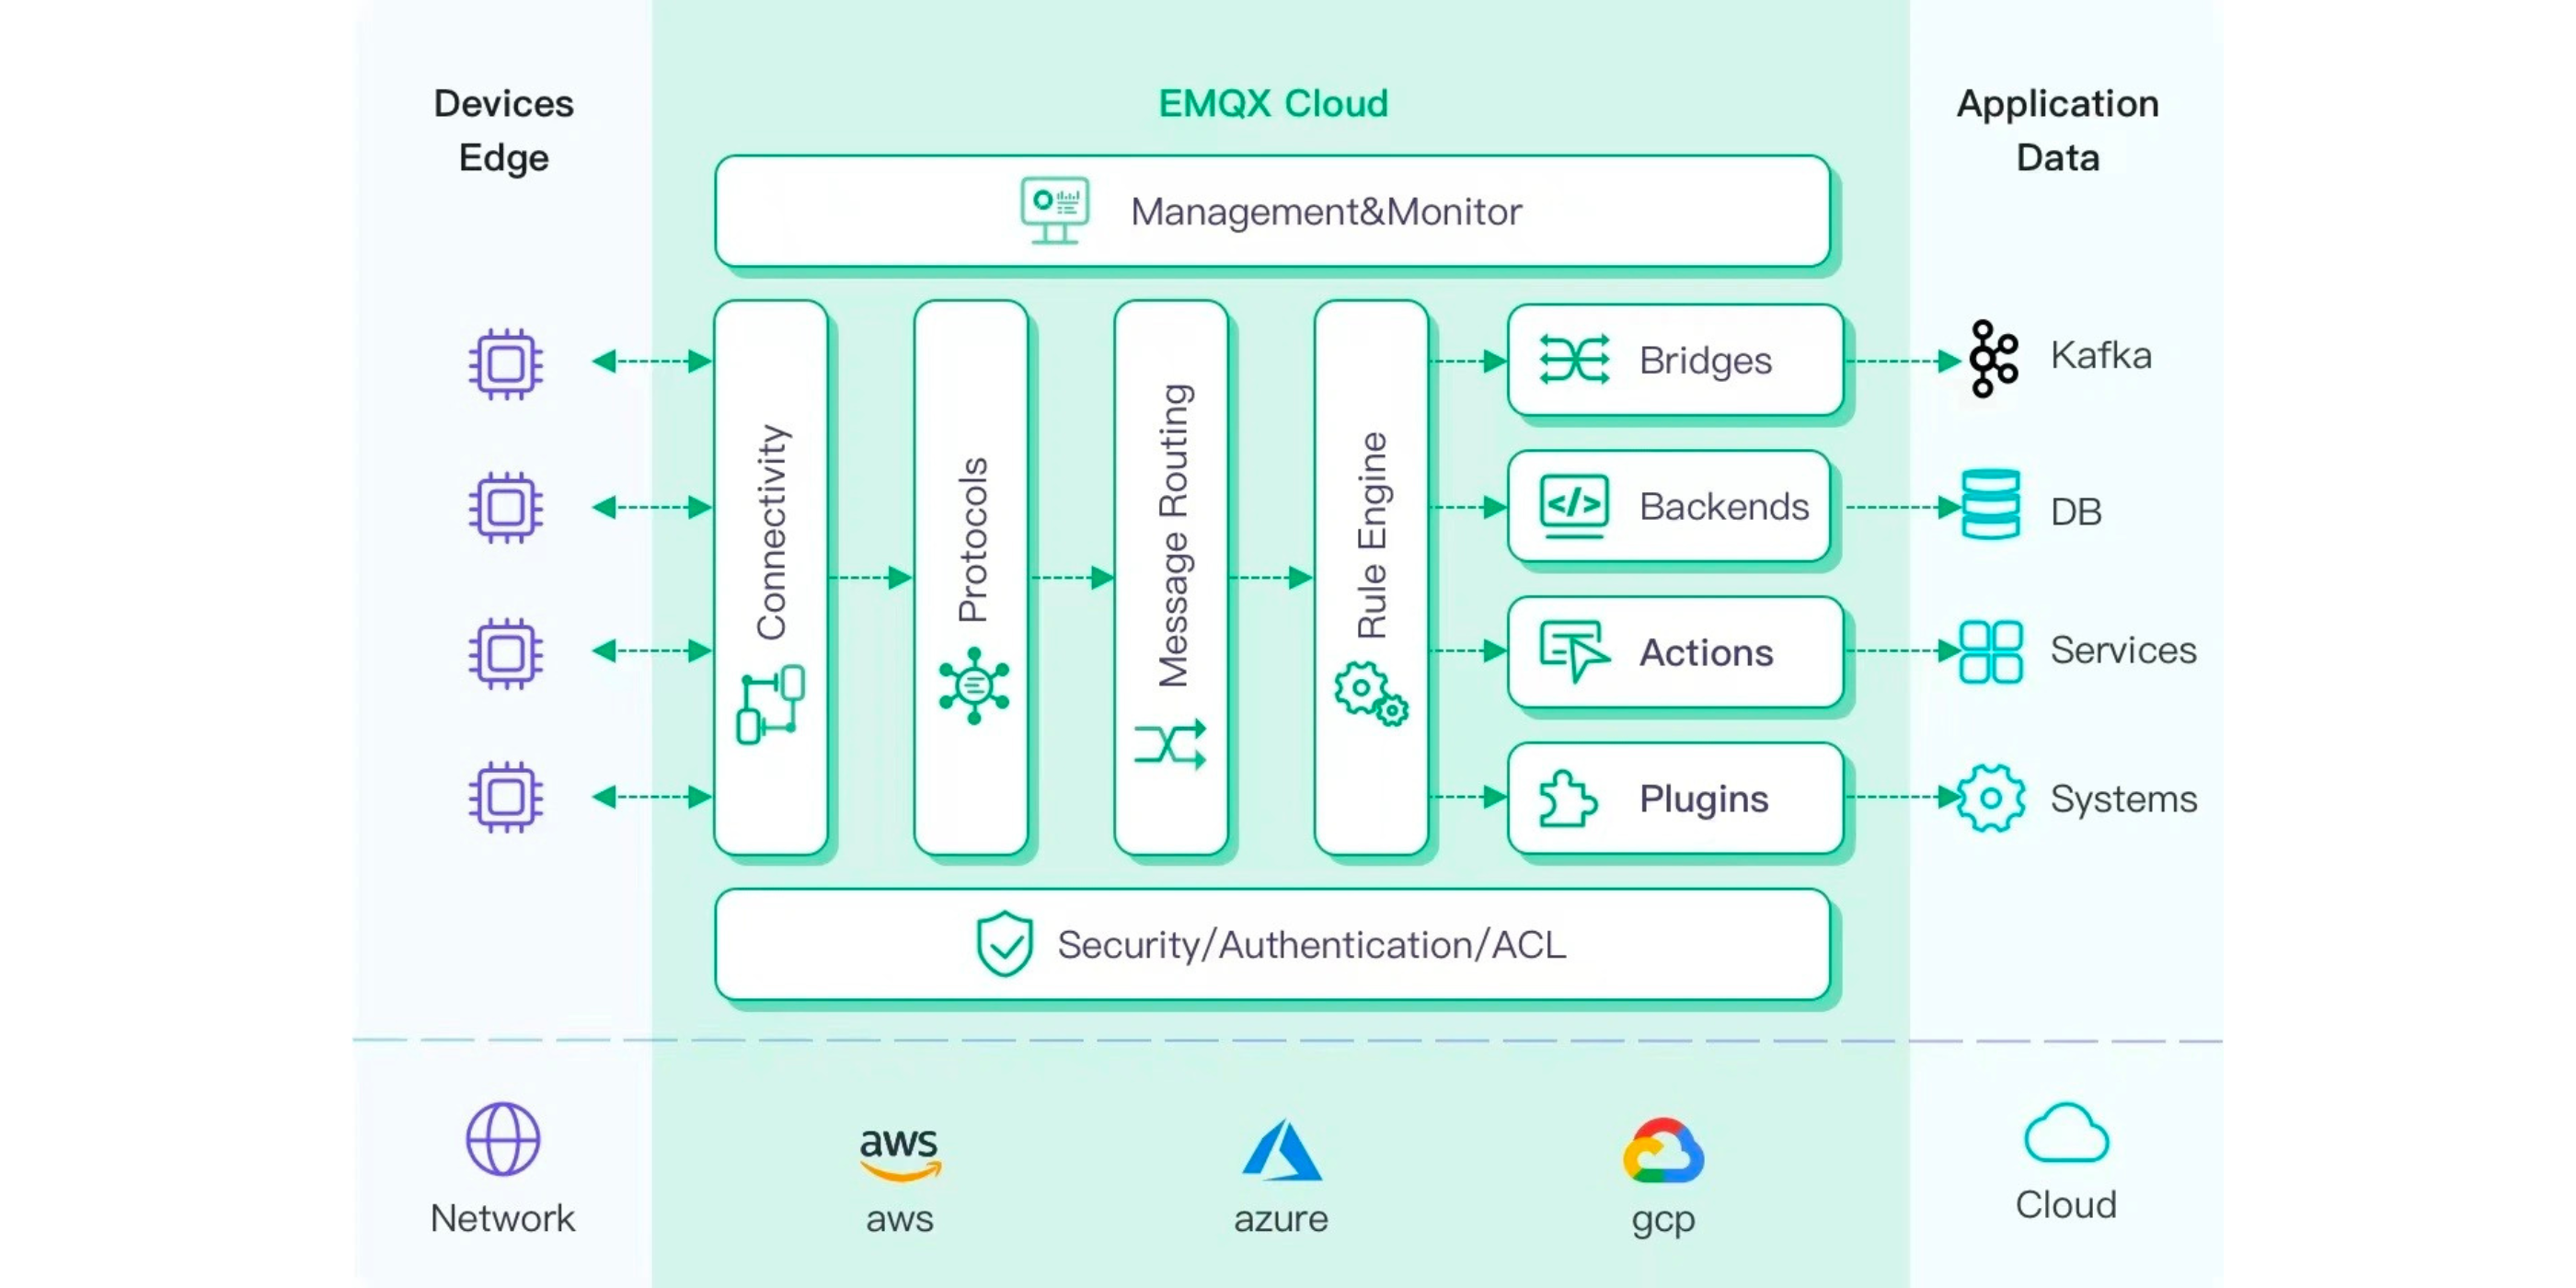 Devices
Edge
EMQX Cloud
Application
Data
Management&Monitor
Connectivity
Protocols
Message Routing
Rule Engine
Bridges
Backends
Actions
Plugins
Kafka
DB
Services
Systems
Security/Authentication/ACL
Network
aws
aws
azure
gcp
Cloud